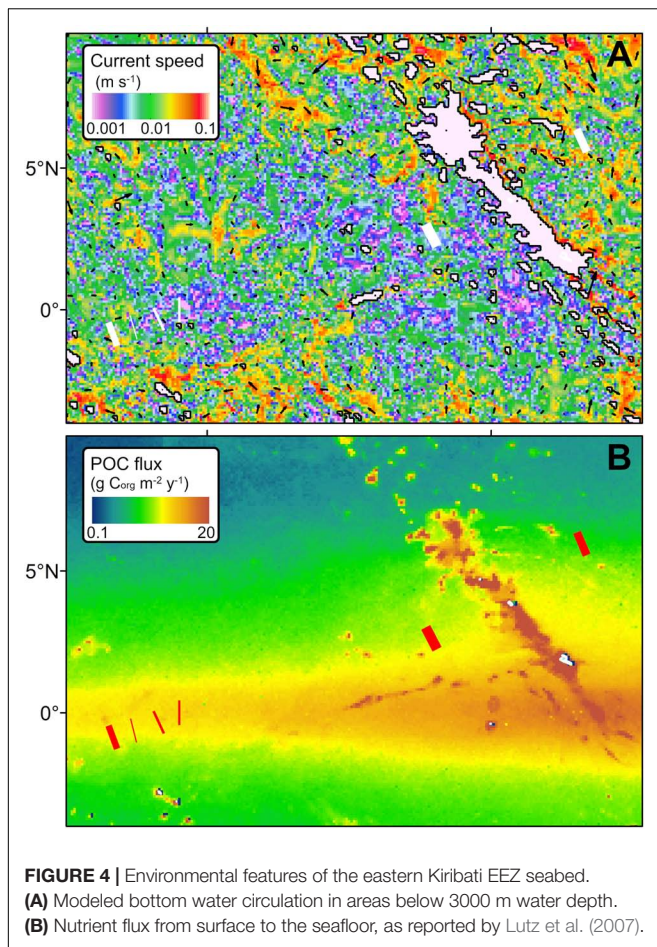 Current speed
(m s⁻¹)
0.001 0.01 0.1
A
5°N
0°
POC flux
(g Corg m⁻² y⁻¹)
0.1 20
B
5°N
0°
FIGURE 4 | Environmental features of the eastern Kiribati EEZ seabed.
(A) Modeled bottom water circulation in areas below 3000 m water depth.
(B) Nutrient flux from surface to the seafloor, as reported by Lutz et al. (2007).